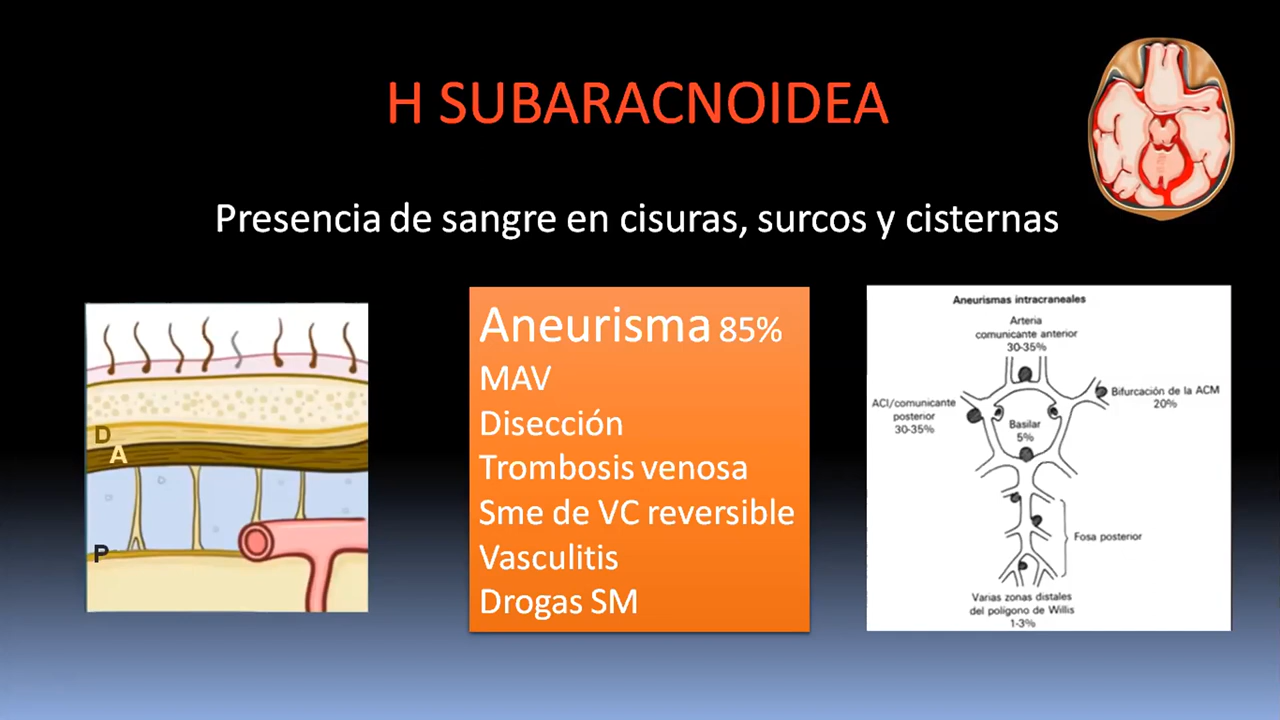 H SUBARACNOIDEA
Presencia de sangre en cisuras, surcos y cisternas
D
A
P
Aneurisma 85%
MAV
Disección
Trombosis venosa
Sme de VC reversible
Vasculitis
Drogas SM
Aneurismas intracraneales
Arteria
comunicante anterior
30-35%
ACI/comunicante
posterior
30-35%
Bifurcación de la ACM
20%
Basilar
5%
Fosa posterior
Varias zonas distales
del polígono de Willis
1-3%